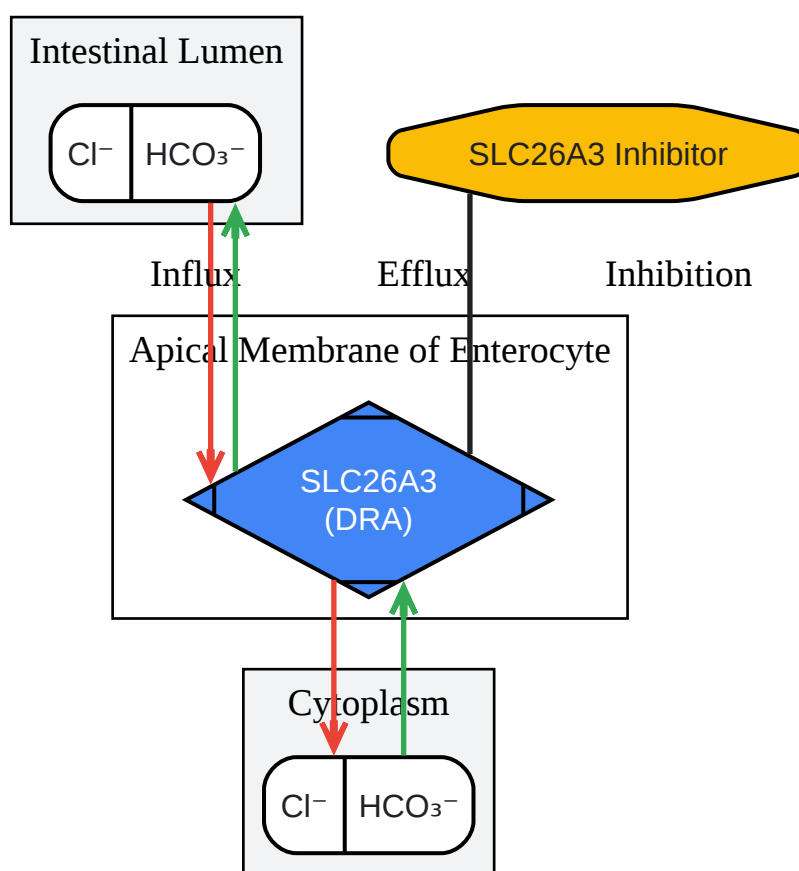 Intestinal Lumen
Cl⁻ HCO₃⁻
SLC26A3 Inhibitor
Influx
Efflux
Inhibition
Apical Membrane of Enterocyte
SLC26A3
(DRA)
Cytoplasm
Cl⁻ HCO₃⁻